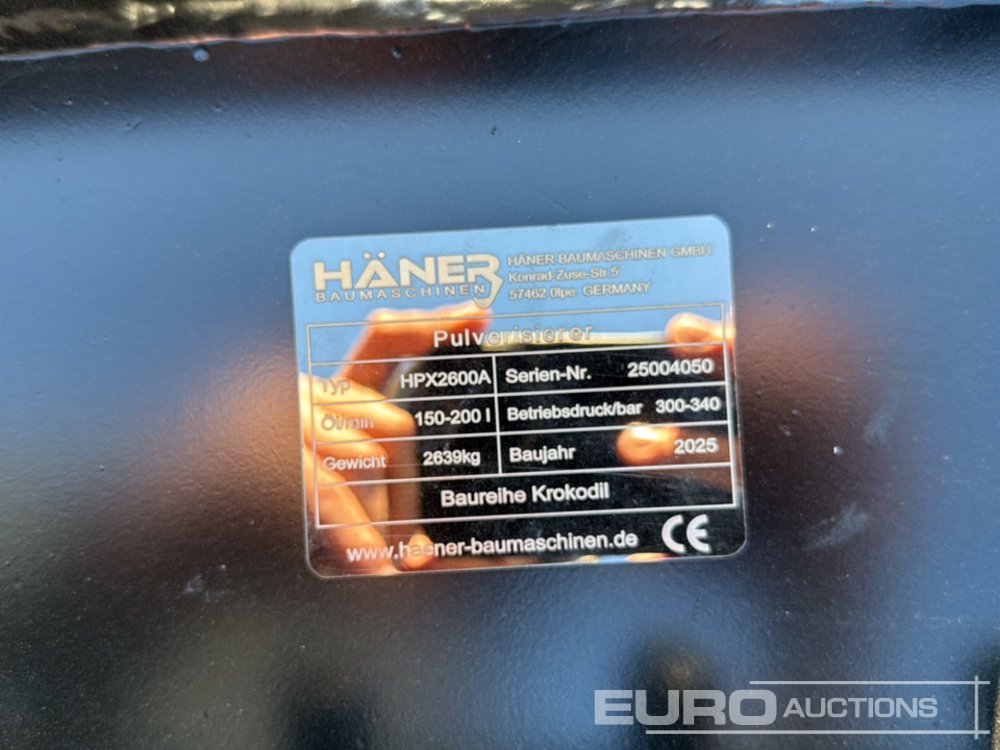 HÄNER
BAUMASCHINEN
HÄNER BAUMASCHINEN GMBH
Konrad-Zuse-Str.5
57462 Olpe GERMANY
Pulverisierer
Typ HPX2600A Serien-Nr. 25004050
Öl/min 150-200 l Betriebsdruck/bar 300-340
Gewicht 2639kg Baujahr 2025
Baureihe Krokodil
www.haener-baumaschinen.de CE
EURO AUCTIONS